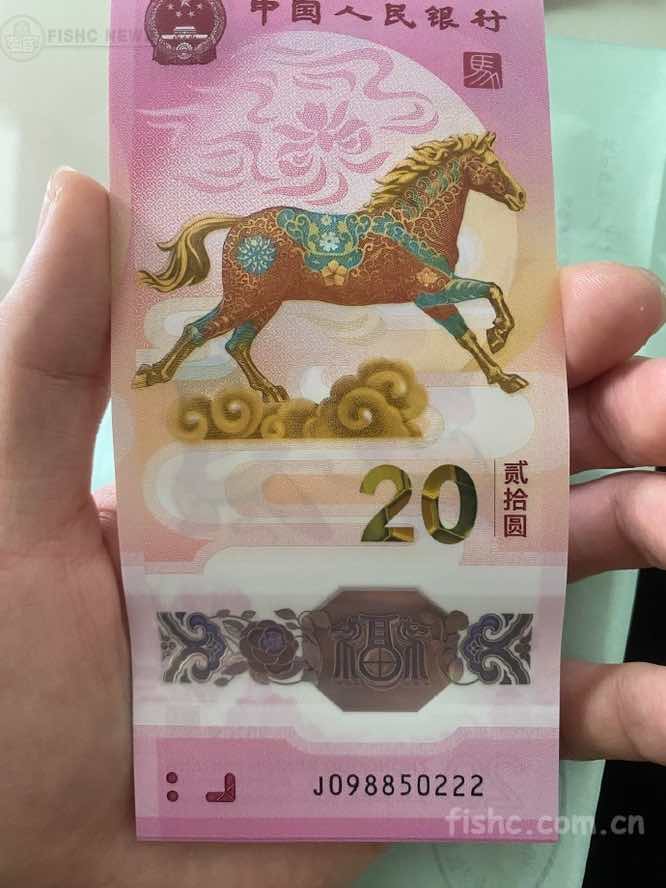 FISHC NEWS
中国人民银行
馬
20
贰拾圆
福
J098850222
fishc.com.cn